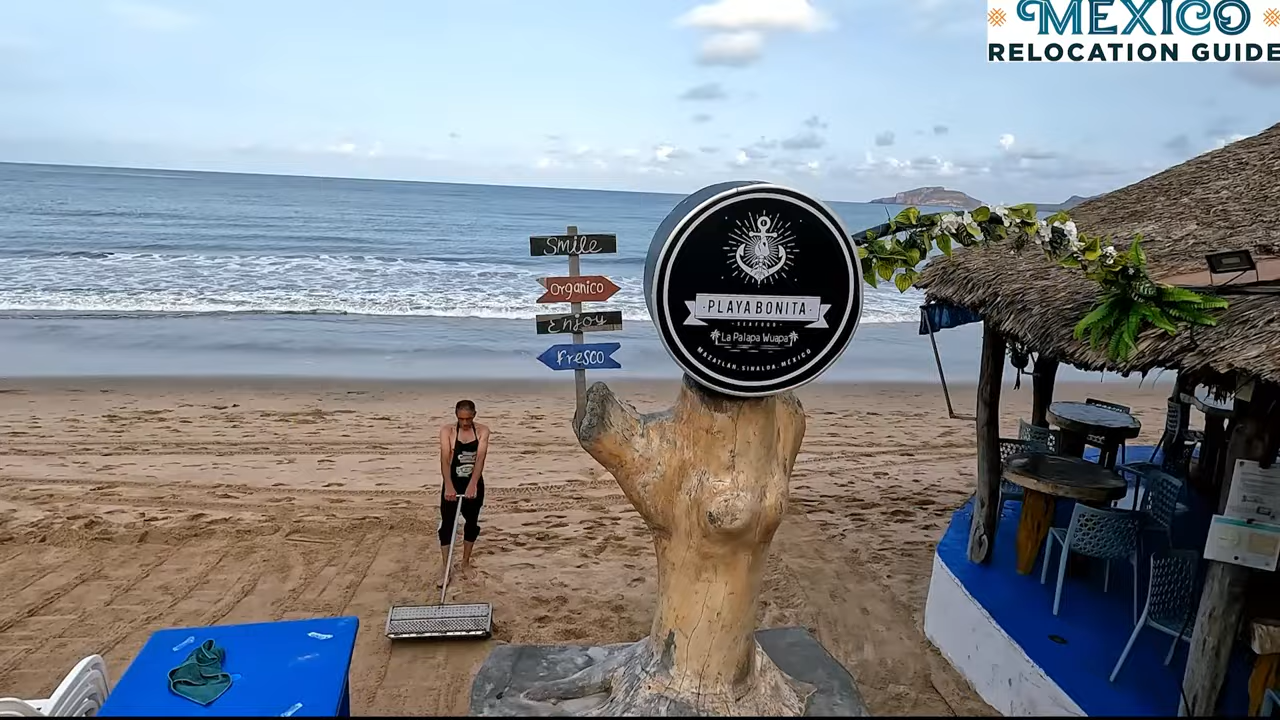 MEXICO
RELOCATION GUIDE
Smile
Organico
Enjoy
Fresco
PLAYA BONITA
SEAFOOD
La Palapa Wuapa
MAZATLAN, SINALOA, MEXICO